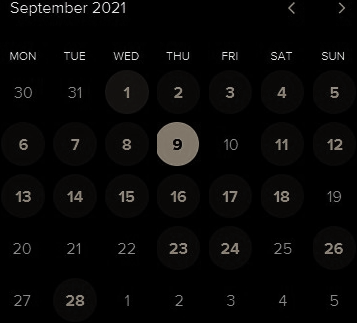 September 2021
MON TUE WED THU FRI SAT SUN
30 31 1 2 3 4 5
6 7 8 9 10 11 12
13 14 15 16 17 18 19
20 21 22 23 24 25 26
27 28 1 2 3 4 5